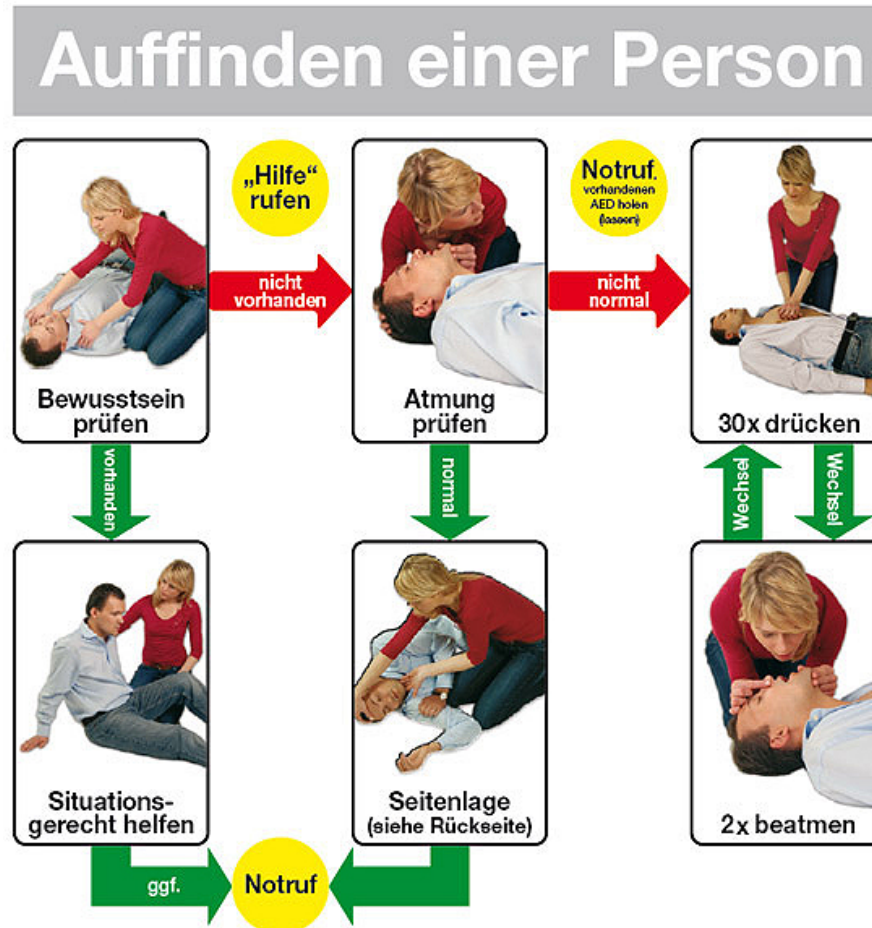 Auffinden einer Person
„Hilfe“
rufen
Notruf,
vorhandenen
AED holen
(lassen)
nicht
vorhanden
nicht
normal
Bewusstsein
prüfen
Atmung
prüfen
30x drücken
vorhanden
normal
Wechsel
Wechsel
Situations-
gerecht helfen
Seitenlage
(siehe Rückseite)
2x beatmen
ggf.
Notruf